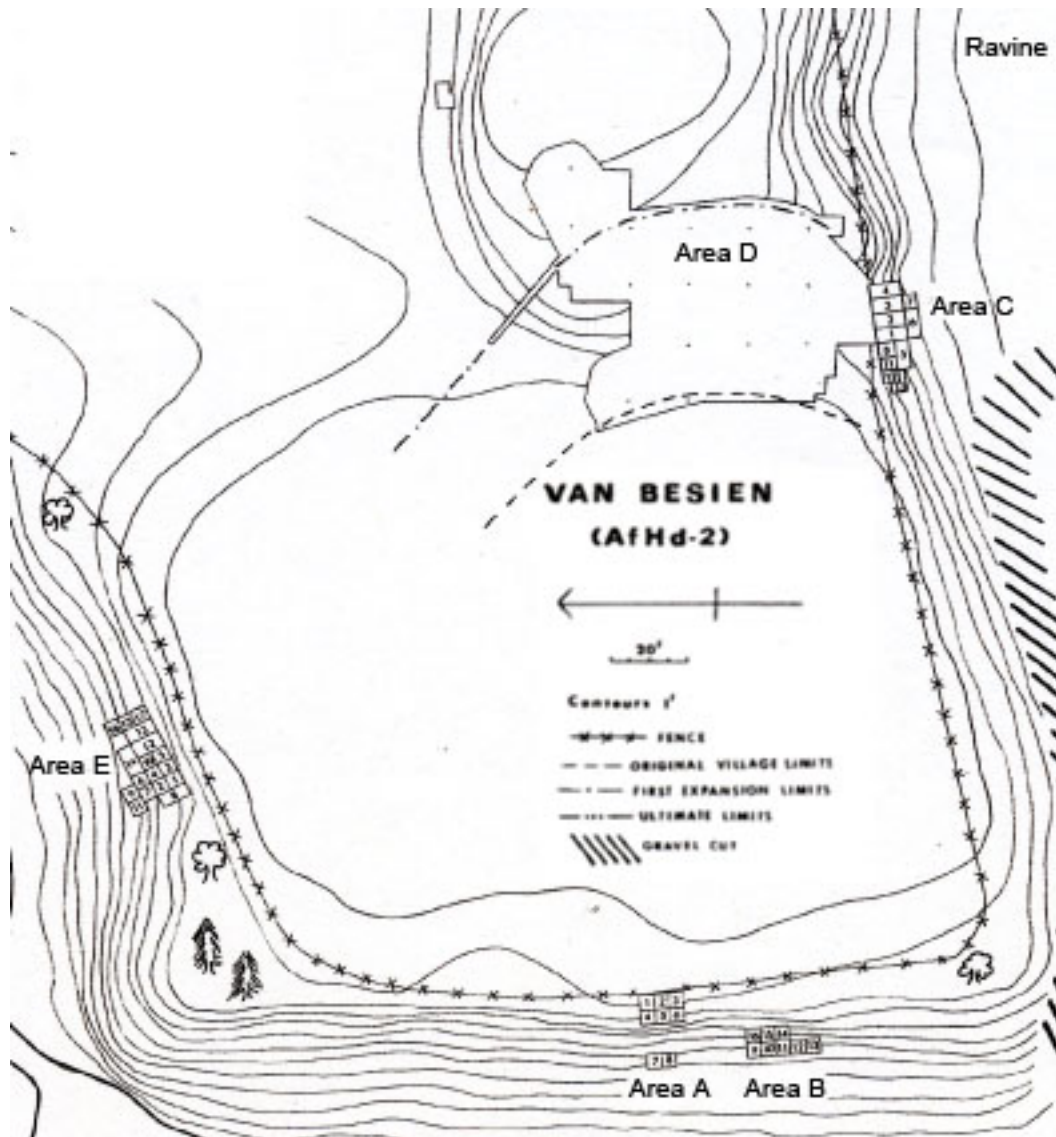 Ravine
Area D
Area C
VAN BESIEN
(AfHd-2)
20'
Contours 1'
FENCE
ORIGINAL VILLAGE LIMITS
FIRST EXPANSION LIMITS
ULTIMATE LIMITS
GRAVEL CUT
Area E
Area A
Area B